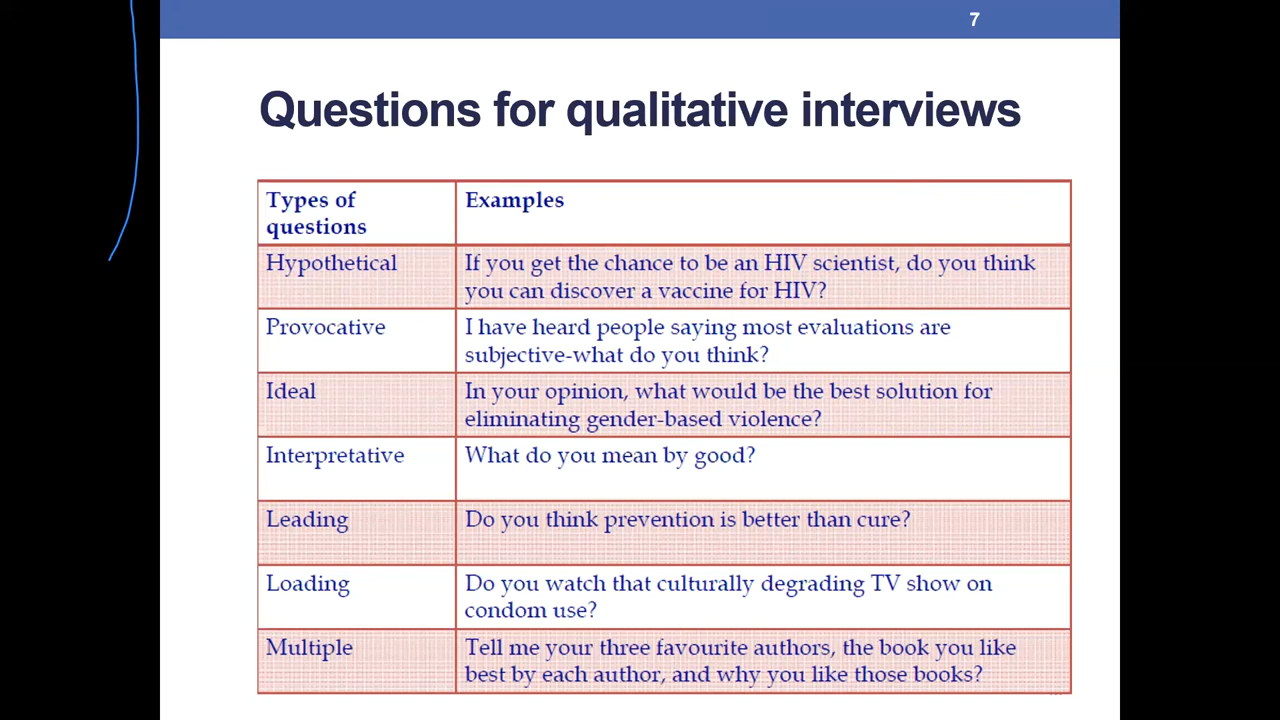 7
Questions for qualitative interviews
Types of
questions
Examples
Hypothetical
If you get the chance to be an HIV scientist, do you think
you can discover a vaccine for HIV?
Provocative
I have heard people saying most evaluations are
subjective-what do you think?
Ideal
In your opinion, what would be the best solution for
eliminating gender-based violence?
Interpretative
What do you mean by good?
Leading
Do you think prevention is better than cure?
Loading
Do you watch that culturally degrading TV show on
condom use?
Multiple
Tell me your three favourite authors, the book you like
best by each author, and why you like those books?